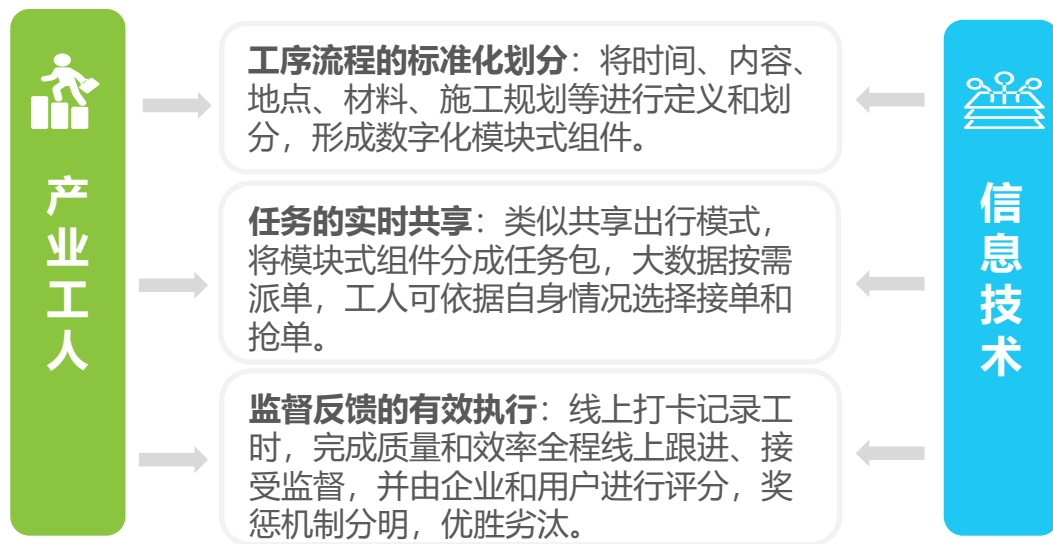 产业工人
工序流程的标准化划分：将时间、内容、
地点、材料、施工规划等进行定义和划
分，形成数字化模块式组件。
任务的实时共享：类似共享出行模式，
将模块式组件分成任务包，大数据按需
派单，工人可依据自身情况选择接单和
抢单。
监督反馈的有效执行：线上打卡记录工
时，完成质量和效率全程线上跟进、接
受监督，并由企业和用户进行评分，奖
惩机制分明，优胜劣汰。
信息技术